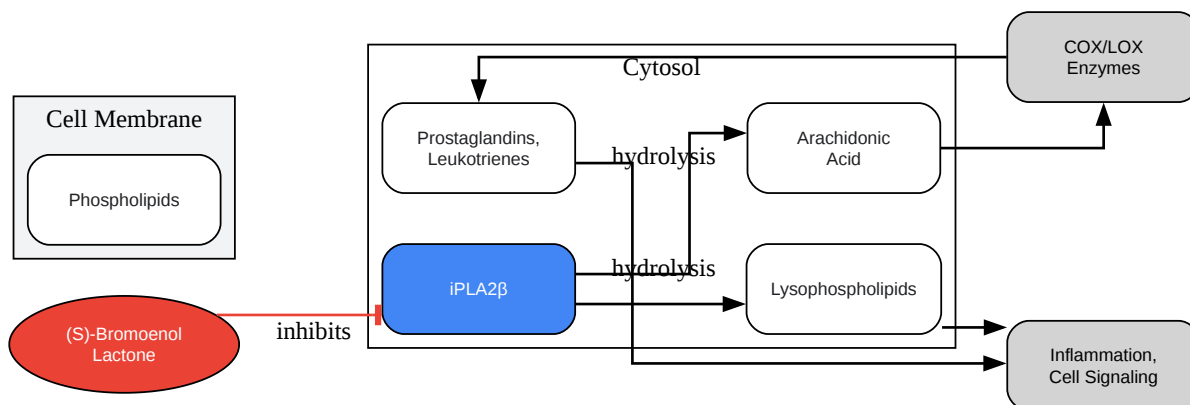 COX/LOX
Enzymes
Cytosol
Cell Membrane
Prostaglandins,
Leukotrienes
hydrolysis
Arachidonic
Acid
Phospholipids
iPLA2β
hydrolysis
Lysophospholipids
(S)-Bromoenol
Lactone
inhibits
Inflammation,
Cell Signaling